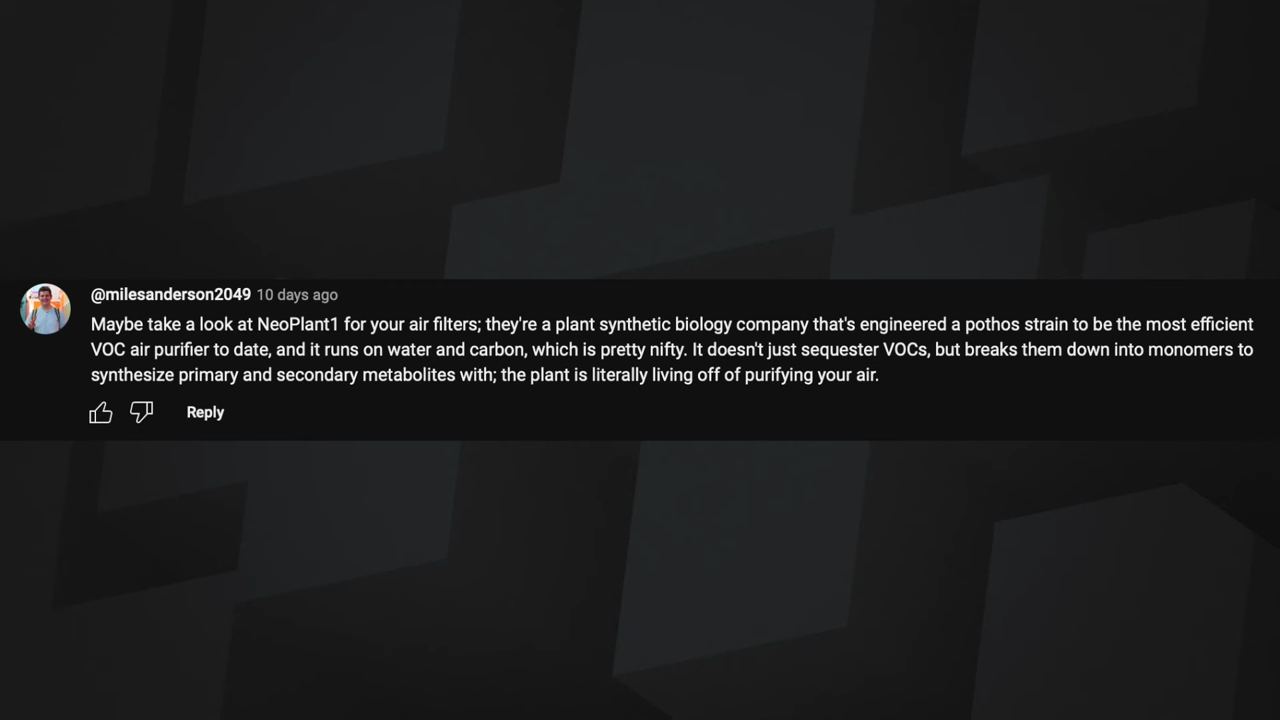 @milesanderson2049 10 days ago
Maybe take a look at NeoPlant1 for your air filters; they're a plant synthetic biology company that's engineered a pothos strain to be the most efficient
VOC air purifier to date, and it runs on water and carbon, which is pretty nifty. It doesn't just sequester VOCs, but breaks them down into monomers to
synthesize primary and secondary metabolites with; the plant is literally living off of purifying your air.
Reply